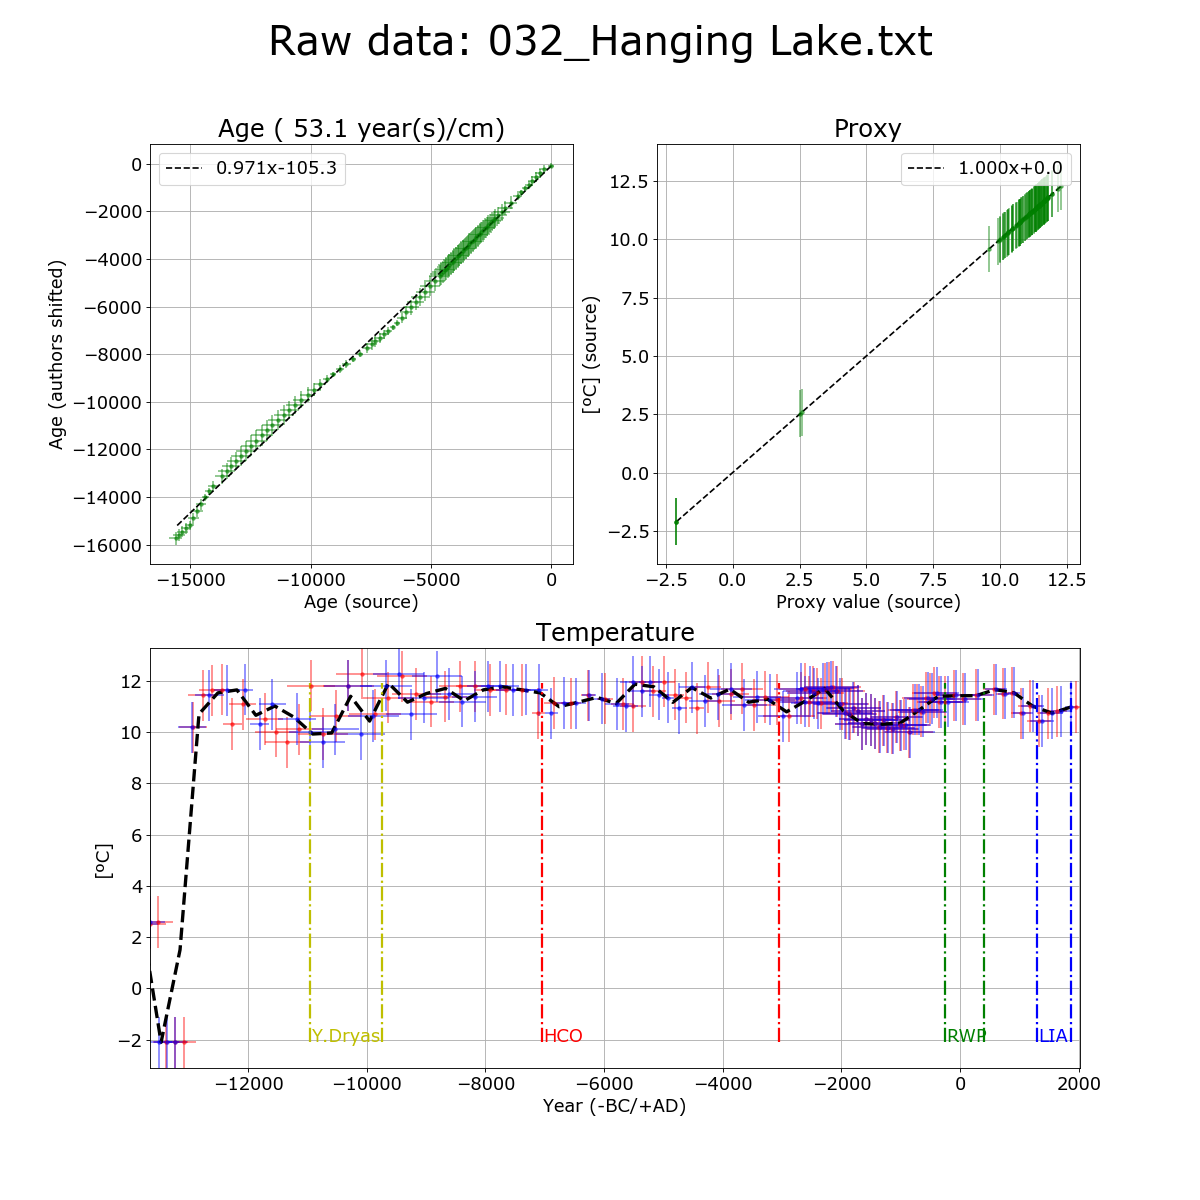 Raw data: 032_Hanging Lake.txt
Age ( 53.1 year(s)/cm)
0.971x-105.3
0
−2000
−4000
−6000
−8000
−10000
−12000
−14000
−16000
Age (authors shifted)
−15000 −10000 −5000 0
Age (source)
Proxy
1.000x+0.0
12.5
10.0
7.5
5.0
2.5
0.0
−2.5
[ºC] (source)
−2.5 0.0 2.5 5.0 7.5 10.0 12.5
Proxy value (source)
Temperature
12
10
8
6
4
2
0
−2
[ºC]
Y.Dryas HCO RWP LIA
−12000 −10000 −8000 −6000 −4000 −2000 0 2000
Year (-BC/+AD)